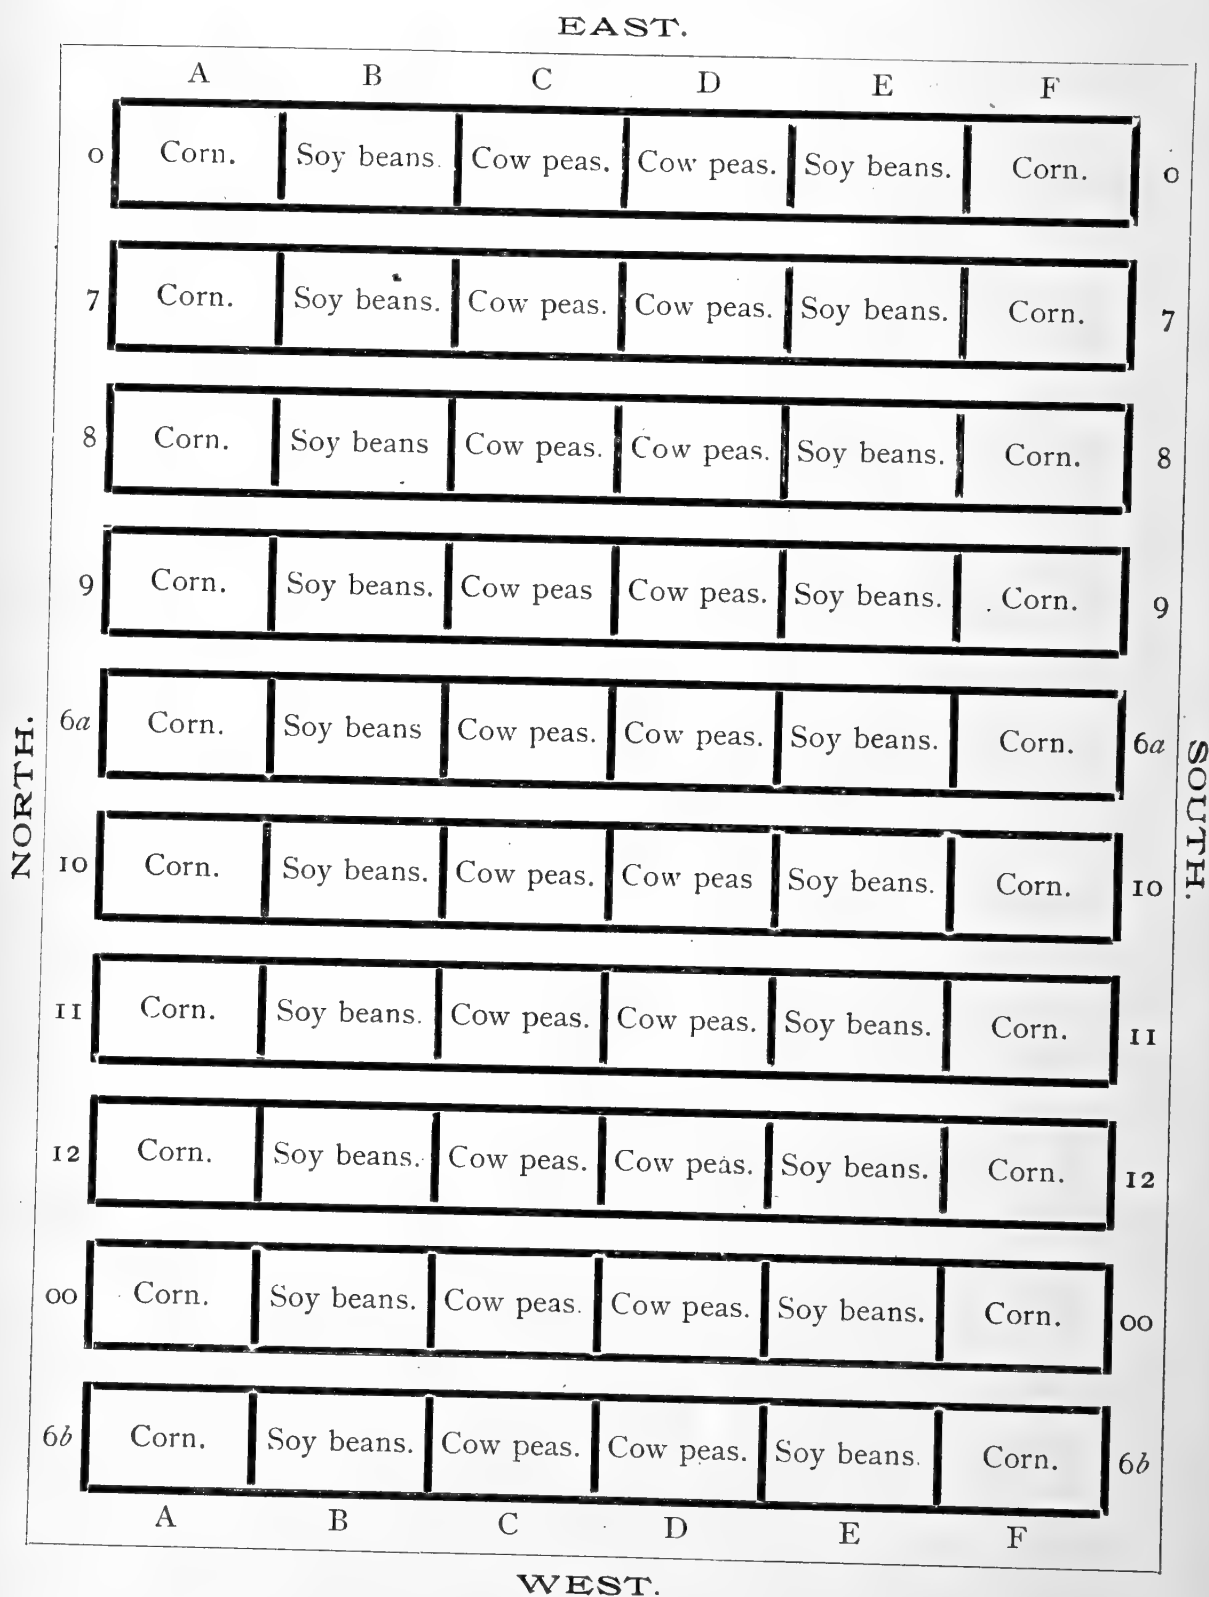 EAST.
A B C D E F
0 Corn. Soy beans. Cow peas. Cow peas. Soy beans. Corn. 0
7 Corn. Soy beans. Cow peas. Cow peas. Soy beans. Corn. 7
8 Corn. Soy beans Cow peas. Cow peas. Soy beans. Corn. 8
9 Corn. Soy beans. Cow peas Cow peas. Soy beans. Corn. 9
6a Corn. Soy beans Cow peas. Cow peas. Soy beans. Corn. 6a
NORTH.
SOUTH.
10 Corn. Soy beans. Cow peas. Cow peas Soy beans. Corn. 10
11 Corn. Soy beans. Cow peas. Cow peas. Soy beans. Corn. 11
12 Corn. Soy beans. Cow peas. Cow peas. Soy beans. Corn. 12
00 Corn. Soy beans. Cow peas. Cow peas. Soy beans. Corn. 00
6b Corn. Soy beans. Cow peas. Cow peas. Soy beans. Corn. 6b
A B C D E F
WEST.